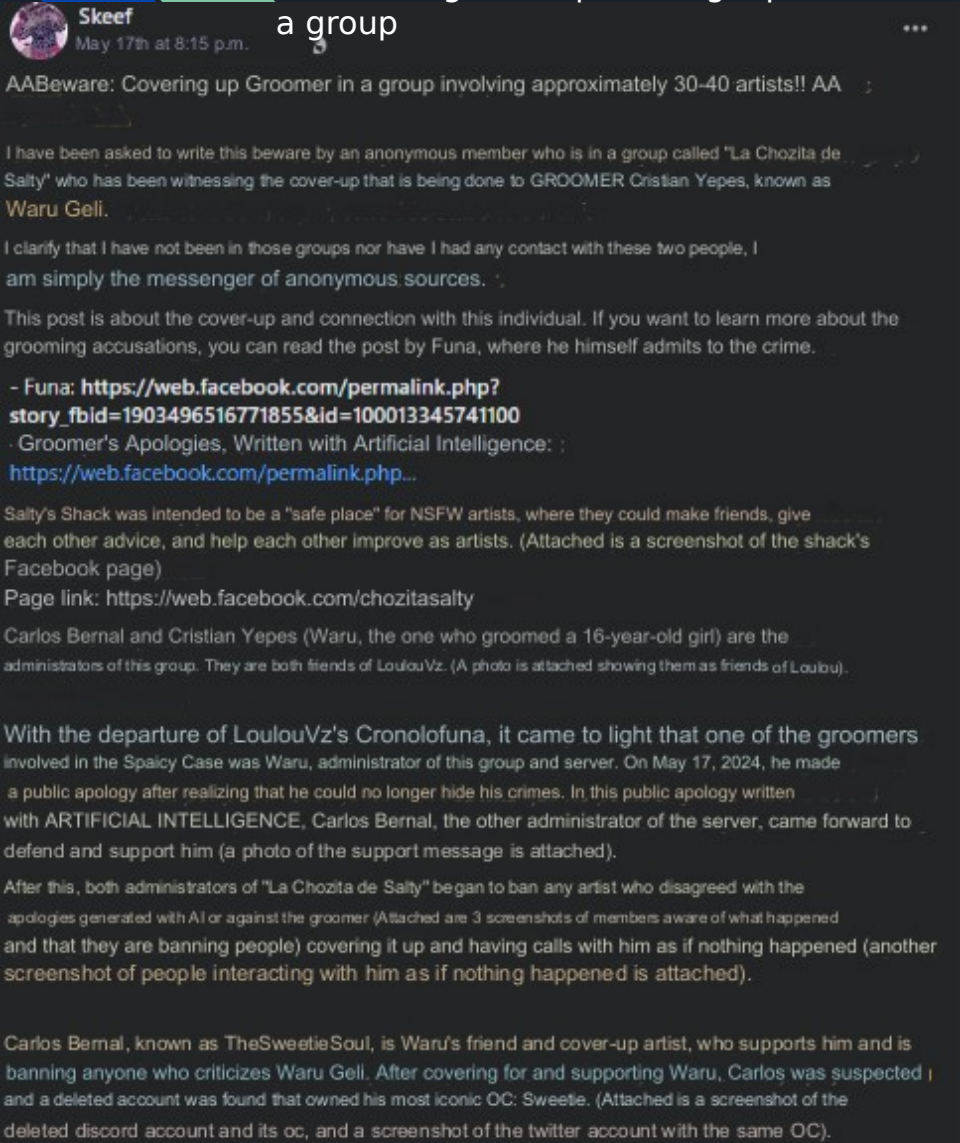 a group
Skeef
May 17th at 8:15 p.m.
AABeware: Covering up Groomer in a group involving approximately 30-40 artists!! AA
I have been asked to write this beware by an anonymous member who is in a group called "La Chozita de
Salty" who has been witnessing the cover-up that is being done to GROOMER Cristian Yepes, known as
Waru Geli.
I clarify that I have not been in those groups nor have I had any contact with these two people, I
am simply the messenger of anonymous sources.
This post is about the cover-up and connection with this individual. If you want to learn more about the
grooming accusations, you can read the post by Funa, where he himself admits to the crime.
- Funa: https://web.facebook.com/permalink.php?
story_fbid=1903496516771855&id=100013345741100
· Groomer's Apologies, Written with Artificial Intelligence: :
https://web.facebook.com/permalink.php...
Salty's Shack was intended to be a "safe place" for NSFW artists, where they could make friends, give
each other advice, and help each other improve as artists. (Attached is a screenshot of the shack's
Facebook page)
Page link: https://web.facebook.com/chozitasalty
Carlos Bernal and Cristian Yepes (Waru, the one who groomed a 16-year-old girl) are the
administrators of this group. They are both friends of LoulouVz. (A photo is attached showing them as friends of Loulou).
With the departure of LoulouVz's Cronolofuna, it came to light that one of the groomers
involved in the Spaicy Case was Waru, administrator of this group and server. On May 17, 2024, he made
a public apology after realizing that he could no longer hide his crimes. In this public apology written
with ARTIFICIAL INTELLIGENCE, Carlos Bernal, the other administrator of the server, came forward to
defend and support him (a photo of the support message is attached).
After this, both administrators of "La Chozita de Salty" began to ban any artist who disagreed with the
apologies generated with AI or against the groomer (Attached are 3 screenshots of members aware of what happened
and that they are banning people) covering it up and having calls with him as if nothing happened (another
screenshot of people interacting with him as if nothing happened is attached).
Carlos Bernal, known as TheSweetieSoul, is Waru's friend and cover-up artist, who supports him and is
banning anyone who criticizes Waru Geli. After covering for and supporting Waru, Carlos was suspected
and a deleted account was found that owned his most iconic OC: Sweetie. (Attached is a screenshot of the
deleted discord account and its oc, and a screenshot of the twitter account with the same OC).